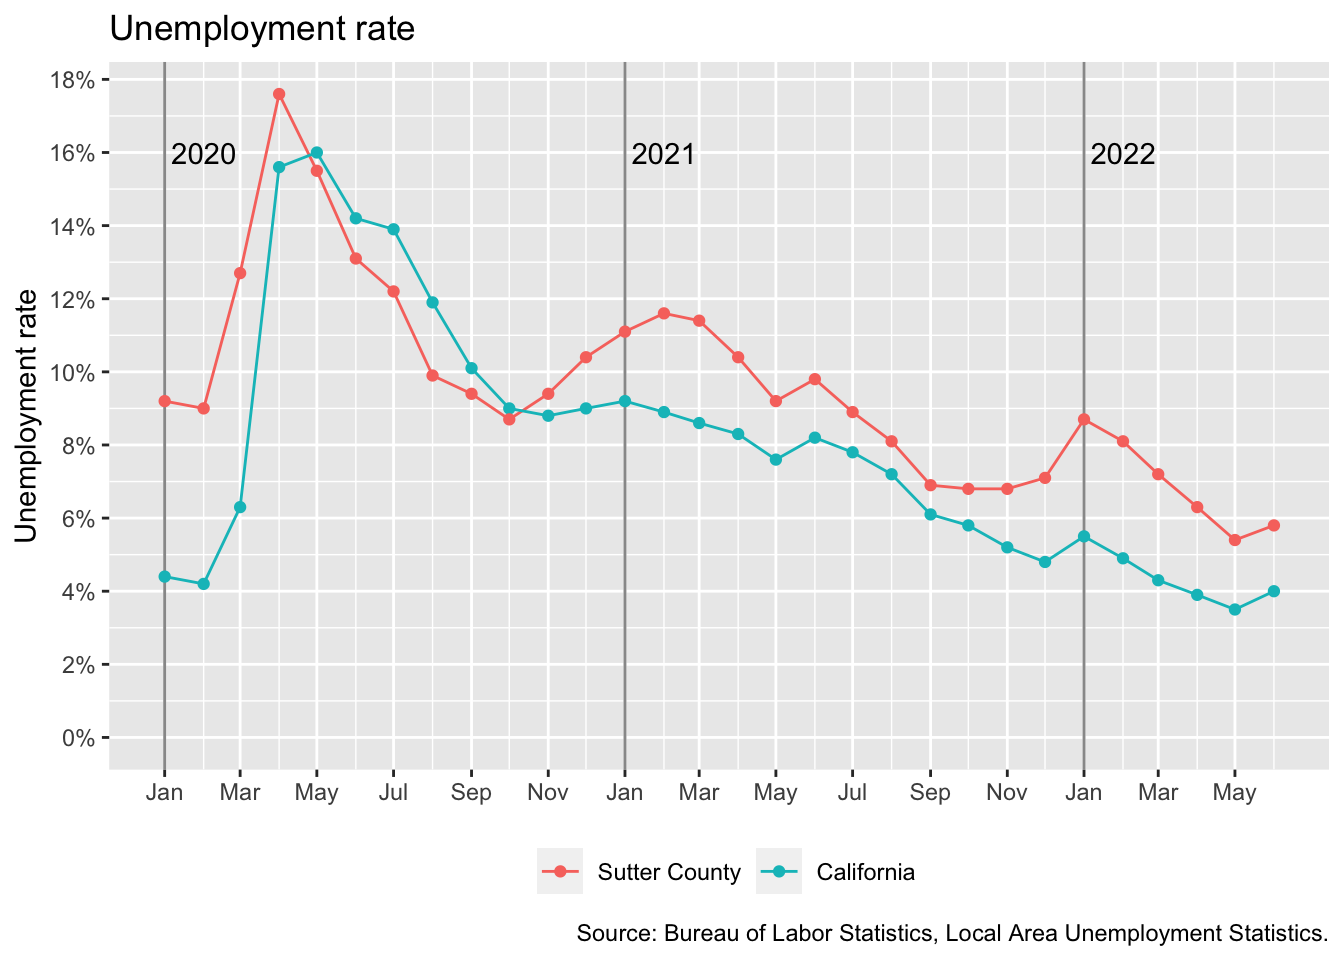 Unemployment rate
18%
16%
14%
12%
10%
8%
6%
4%
2%
0%
Unemployment rate
2020 2021 2022
Jan Mar May Jul Sep Nov Jan Mar May Jul Sep Nov Jan Mar May
Sutter County California
Source: Bureau of Labor Statistics, Local Area Unemployment Statistics.